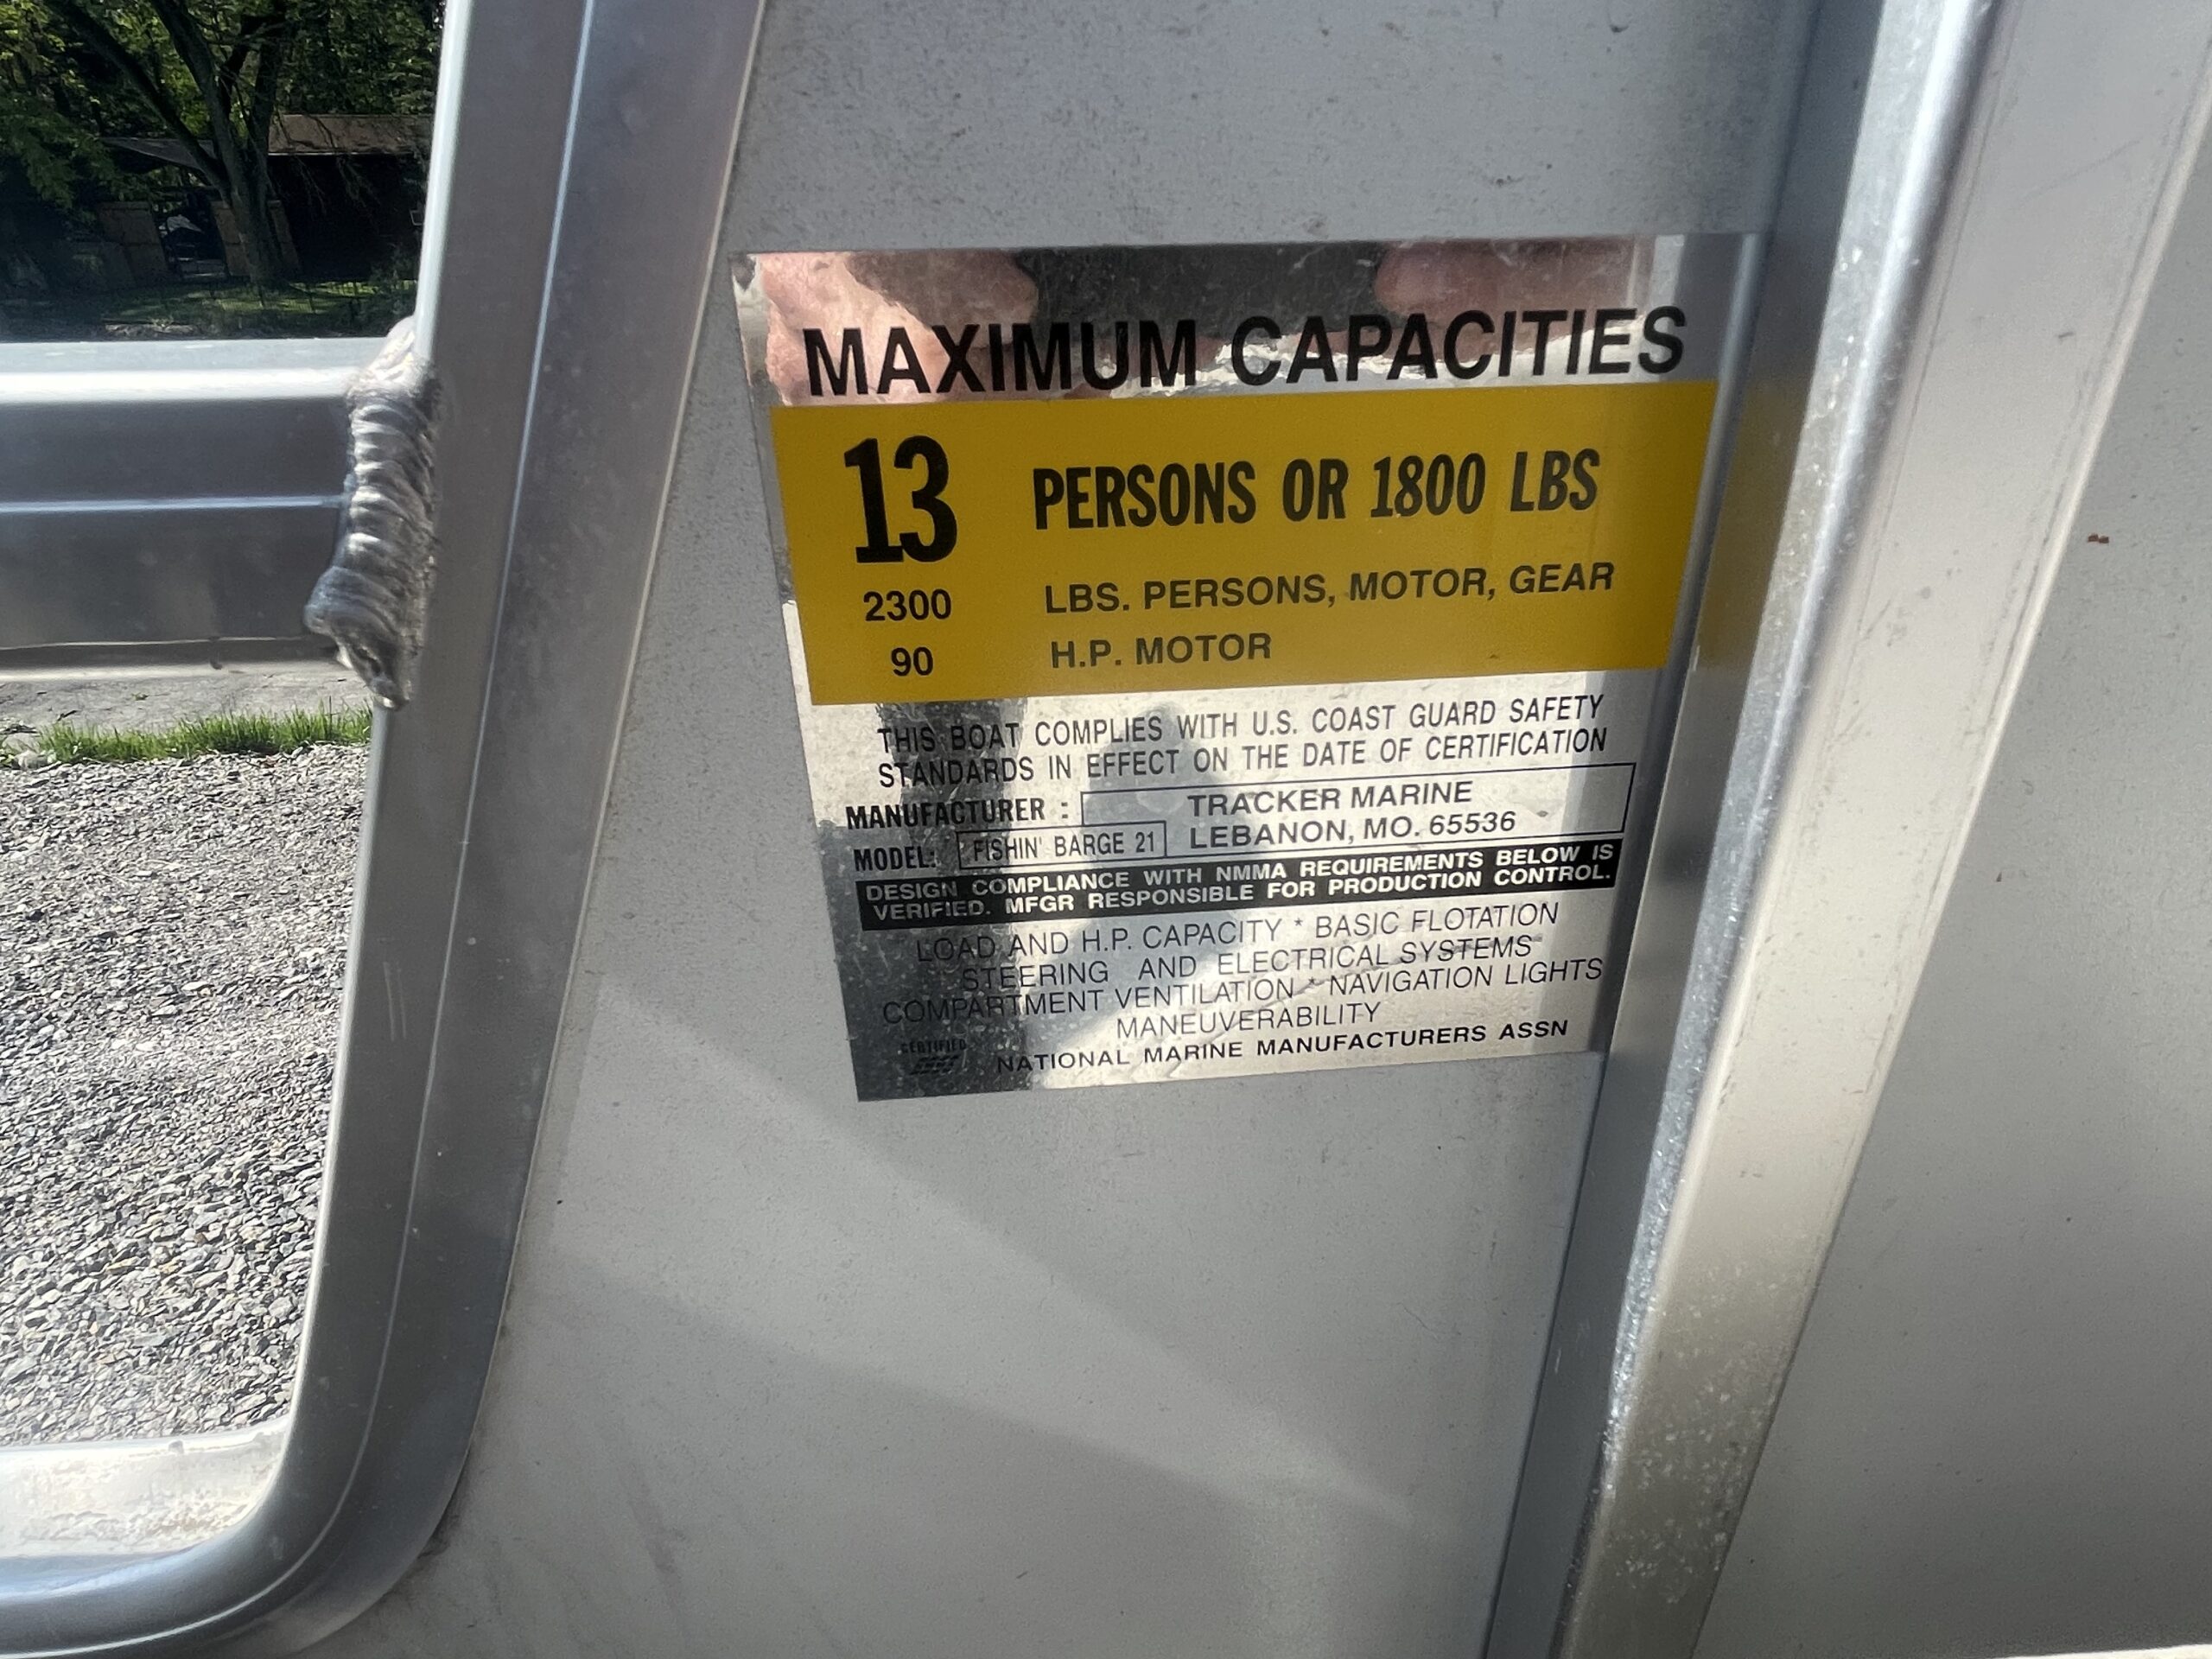 MAXIMUM CAPACITIES
13 PERSONS OR 1800 LBS
2300 LBS. PERSONS, MOTOR, GEAR
90 H.P. MOTOR
THIS BOAT COMPLIES WITH U.S. COAST GUARD SAFETY
STANDARDS IN EFFECT ON THE DATE OF CERTIFICATION
MANUFACTURER : TRACKER MARINE
MODEL: FISHIN' BARGE 21 LEBANON, MO. 65536
DESIGN COMPLIANCE WITH NMMA REQUIREMENTS BELOW IS
VERIFIED. MFGR RESPONSIBLE FOR PRODUCTION CONTROL.
LOAD AND H.P. CAPACITY * BASIC FLOTATION
STEERING AND ELECTRICAL SYSTEMS
COMPARTMENT VENTILATION * NAVIGATION LIGHTS
MANEUVERABILITY
CERTIFIED
NATIONAL MARINE MANUFACTURERS ASSN